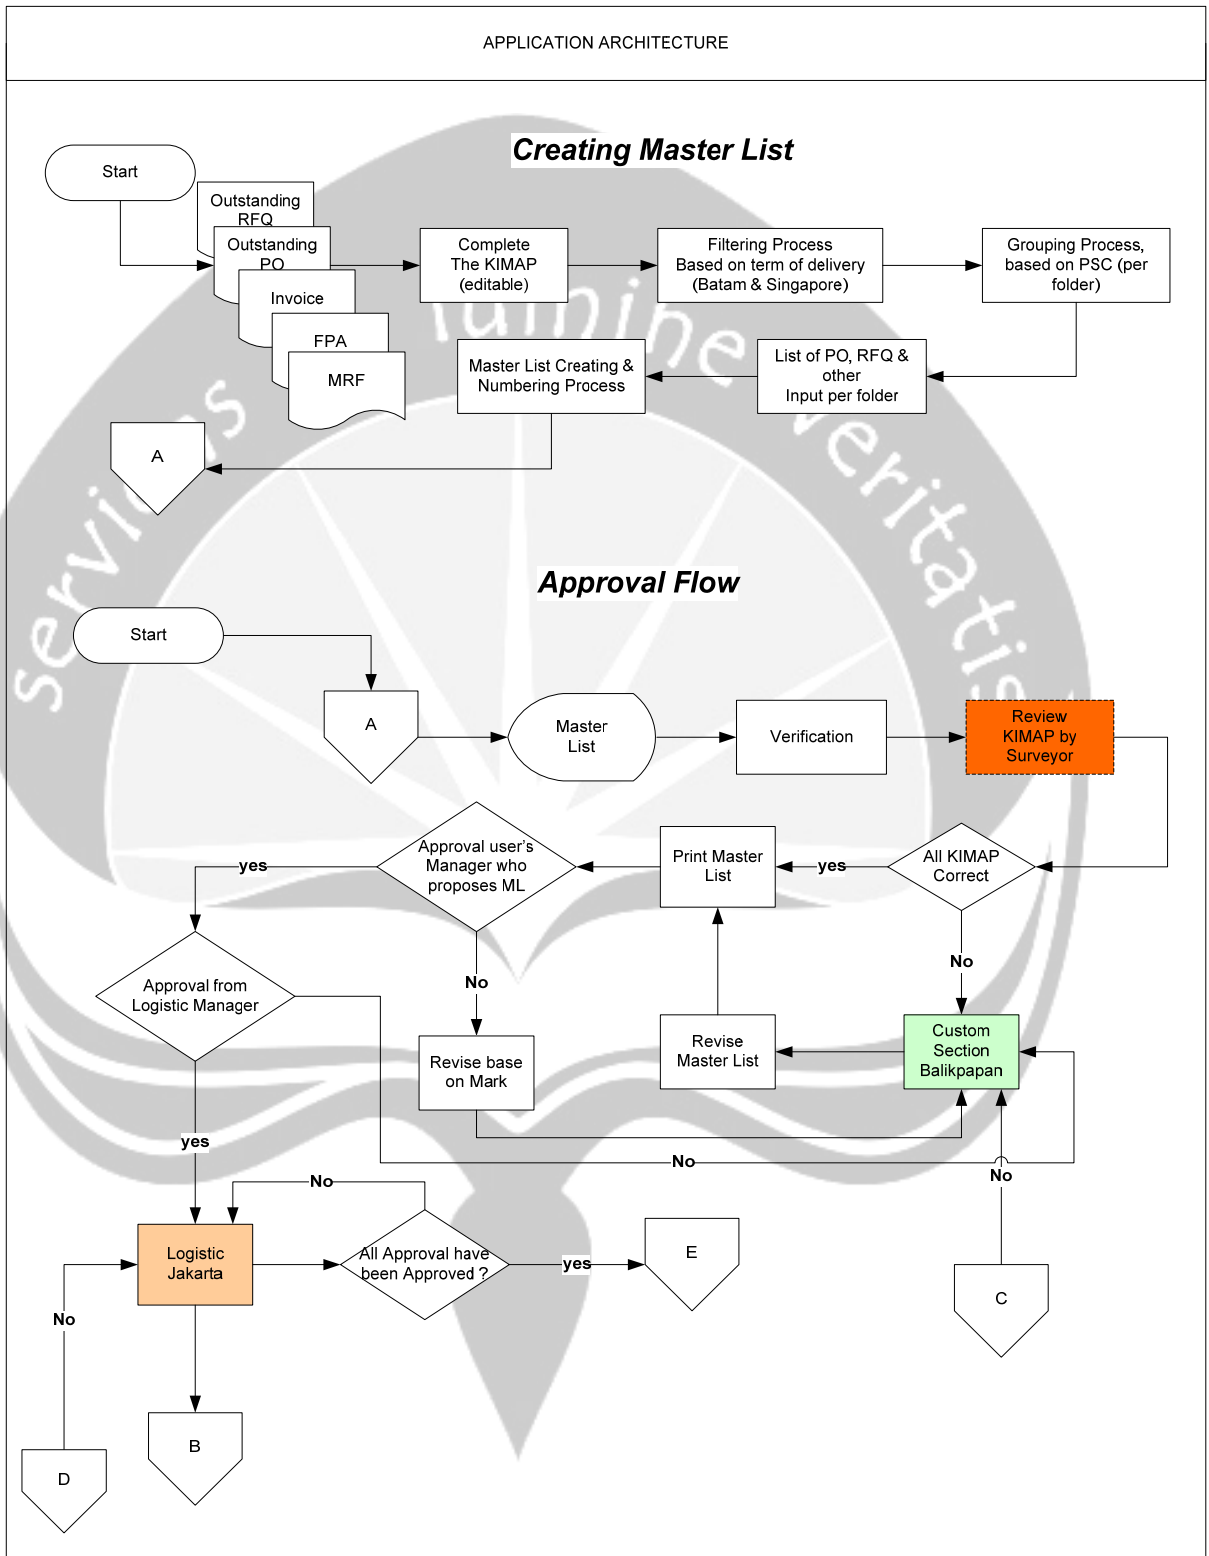 APPLICATION ARCHITECTURE
Creating Master List
Start
Outstanding
RFQ
Outstanding
PO
Invoice
FPA
MRF
Complete
The KIMAP
(editable)
Filtering Process
Based on term of delivery
(Batam & Singapore)
Grouping Process,
based on PSC (per
folder)
List of PO, RFQ &
other
Input per folder
Master List Creating &
Numbering Process
A
serviens in lumine veritatis
Approval Flow
Start
A
Master
List
Verification
Review
KIMAP by
Surveyor
All KIMAP
Correct
yes
Print Master
List
Approval user's
Manager who
proposes ML
yes
No
No
Approval from
Logistic Manager
Revise base
on Mark
Revise
Master List
Custom
Section
Balikpapan
yes
No
No
No
Logistic
Jakarta
All Approval have
been Approved ?
yes
E
C
No
B
D